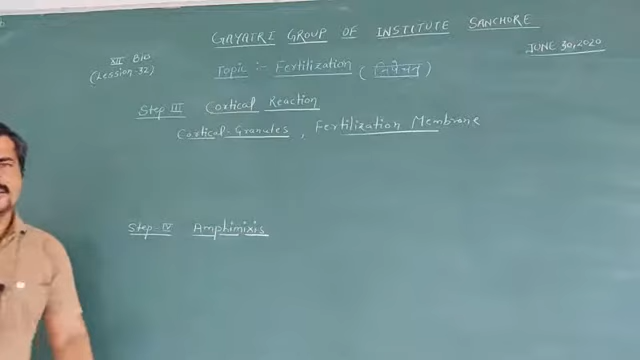 GAYATRI GROUP OF INSTITUTE SANCHORE
JUNE 30, 2020
XII Bio
(Lession-32)
Topic :- Fertilization (निषेचन)
Step III Cortical Reaction
Cortical-Granules, Fertilization Membrane
Step IV Amphimixis